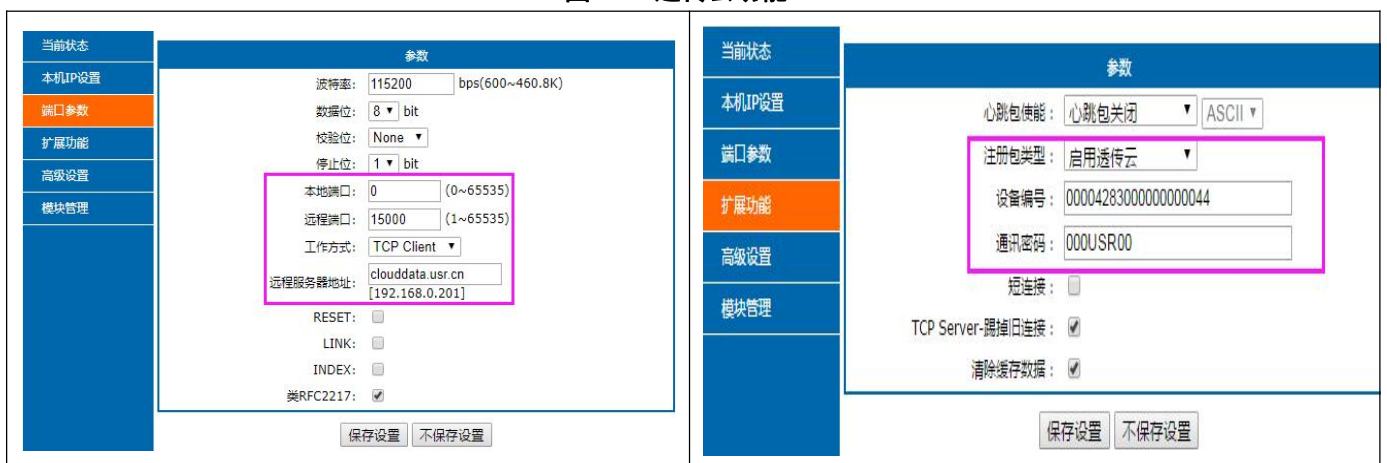 当前状态
本机IP设置
端口参数
扩展功能
高级设置
模块管理
参数
波特率: 115200 bps(600~460.8K)
数据位: 8 bit
校验位: None
停止位: 1 bit
本地端口: 0 (0~65535)
远程端口: 15000 (1~65535)
工作方式: TCP Client
远程服务器地址: clouddata.usr.cn
[192.168.0.201]
RESET:
LINK:
INDEX:
类RFC2217:
保存设置 不保存设置
当前状态
本机IP设置
端口参数
扩展功能
高级设置
模块管理
参数
心跳包使能: 心跳包关闭 ASCII
注册包类型: 启用透传云
设备编号: 00004283000000000044
通讯密码: 000USR00
短连接:
TCP Server-踢掉旧连接:
清除缓存数据:
保存设置 不保存设置